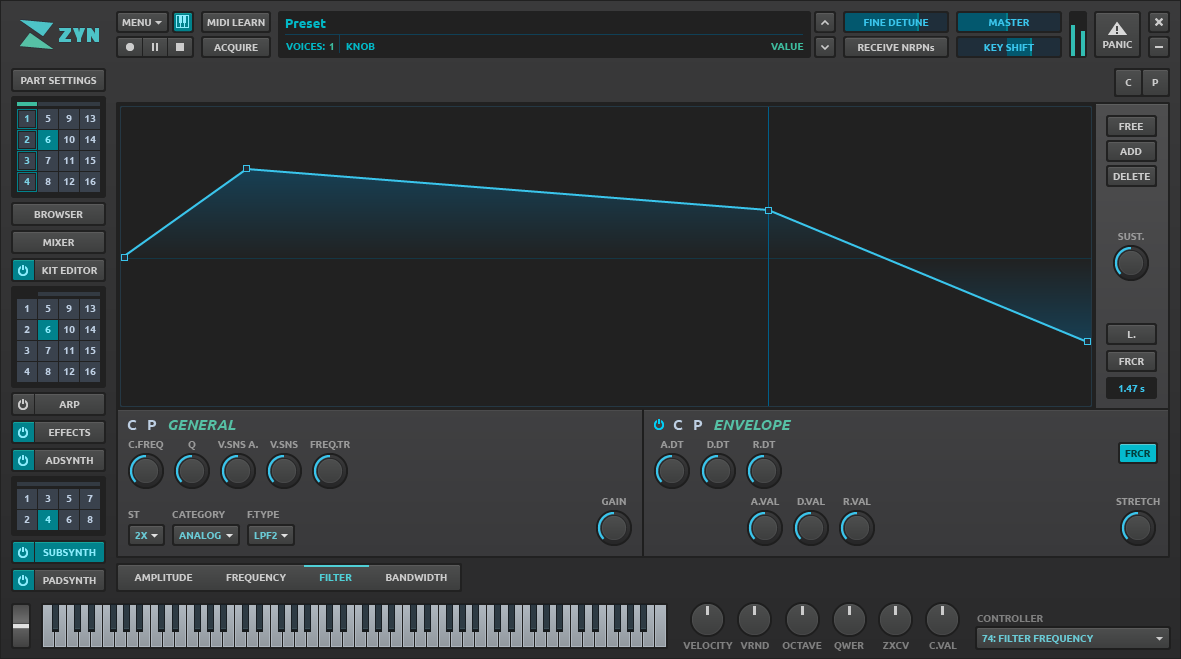 ZYN
MENU
MIDI LEARN
ACQUIRE
Preset
VOICES: 1 KNOB VALUE
FINE DETUNE
MASTER
RECEIVE NRPNs
KEY SHIFT
PANIC
PART SETTINGS
C P
1 5 9 13
2 6 10 14
3 7 11 15
4 8 12 16
BROWSER
MIXER
KIT EDITOR
1 5 9 13
2 6 10 14
3 7 11 15
4 8 12 16
ARP
EFFECTS
ADSYNTH
1 3 5 7
2 4 6 8
SUBSYNTH
PADSYNTH
FREE
ADD
DELETE
SUST.
L.
FRCR
1.47 s
C P GENERAL
C.FREQ Q V.SNS A. V.SNS FREQ.TR
GAIN
ST CATEGORY F.TYPE
2X ANALOG LPF2
C P ENVELOPE
A.DT D.DT R.DT
FRCR
A.VAL D.VAL R.VAL
STRETCH
AMPLITUDE FREQUENCY FILTER BANDWIDTH
VELOCITY VRND OCTAVE QWER ZXCV C.VAL
CONTROLLER
74: FILTER FREQUENCY